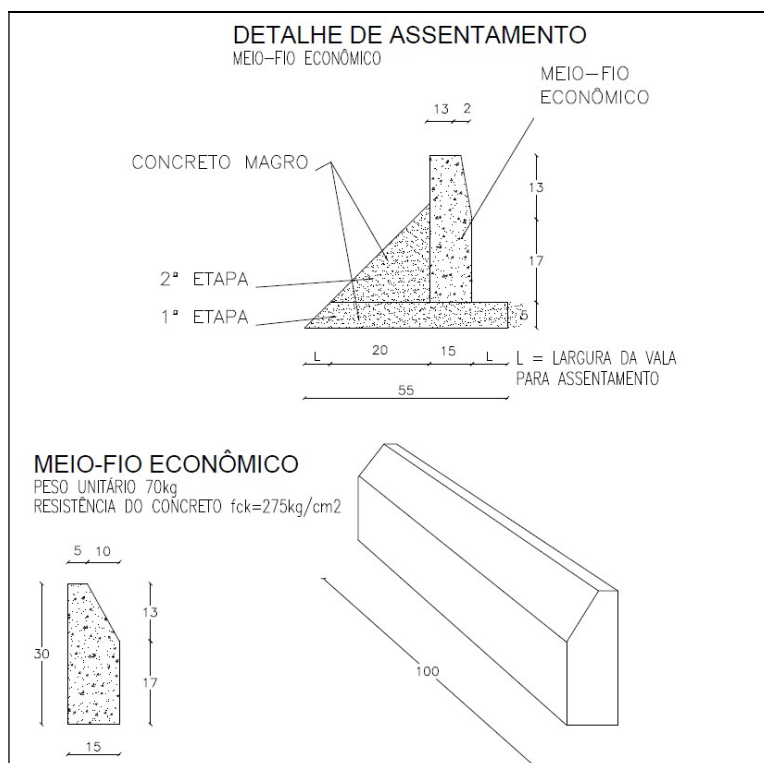 DETALHE DE ASSENTAMENTO
MEIO-FIO ECONÔMICO
MEIO-FIO
ECONÔMICO
13 2
CONCRETO MAGRO
13
17
2ª ETAPA
1ª ETAPA
5
L 20 15 L
L = LARGURA DA VALA
PARA ASSENTAMENTO
55
MEIO-FIO ECONÔMICO
PESO UNITÁRIO 70kg
RESISTÊNCIA DO CONCRETO fck=275kg/cm2
5 10
13
30
17
15
100